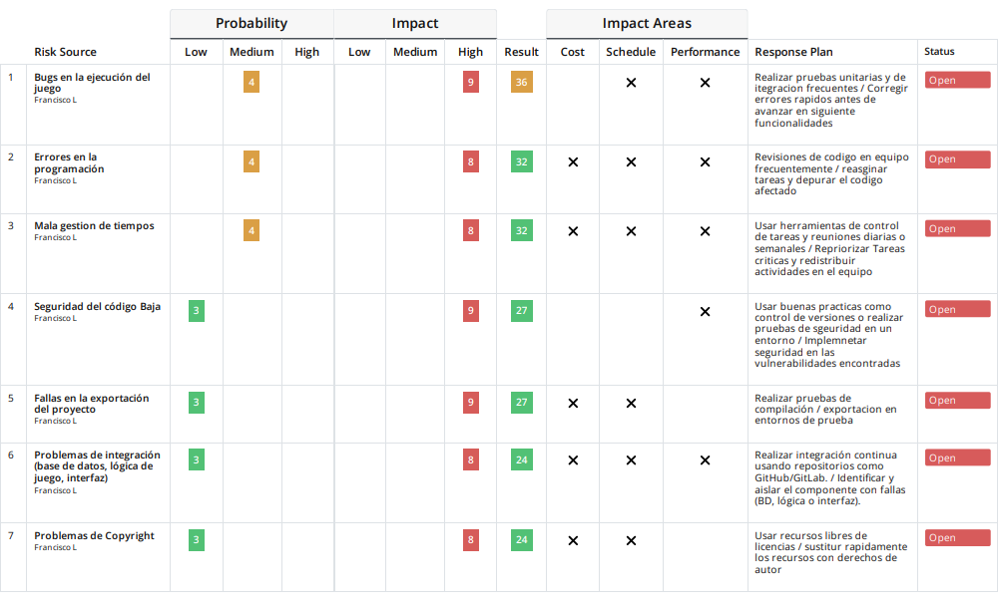 Probability Impact Impact Areas
Risk Source Low Medium High Low Medium High Result Cost Schedule Performance Response Plan Status
1 Bugs en la ejecución del 4 9 36 × × Realizar pruebas unitarias y de Open
juego itegracion frecuentes / Corregir
Francisco L errores rapidos antes de
avanzar en siguiente
funcionalidades
2 Errores en la 4 8 32 × × × Revisiones de codigo en equipo Open
programación frecuentemente / reasginar
Francisco L tareas y depurar el codigo
afectado
3 Mala gestion de tiempos 4 8 32 × × × Usar herramientas de control Open
Francisco L de tareas y reuniones diarias o
semanales / Repriorizar Tareas
criticas y redistribuir
actividades en el equipo
4 Seguridad del código Baja 3 9 27 × Usar buenas practicas como Open
Francisco L control de versiones o realizar
pruebas de sgeuridad en un
entorno / Implemnetar
seguridad en las
vulnerabilidades encontradas
5 Fallas en la exportación 3 9 27 × × Realizar pruebas de Open
del proyecto compilación / exportacion en
Francisco L entornos de prueba
6 Problemas de integración 3 8 24 × × × Realizar integración continua Open
(base de datos, lógica de usando repositorios como
juego, interfaz) GitHub/GitLab. / Identificar y
Francisco L aislar el componente con fallas
(BD, lógica o interfaz).
7 Problemas de Copyright 3 8 24 × × Usar recursos libres de Open
Francisco L licencias / sustitur rapidamente
los recursos con derechos de
autor